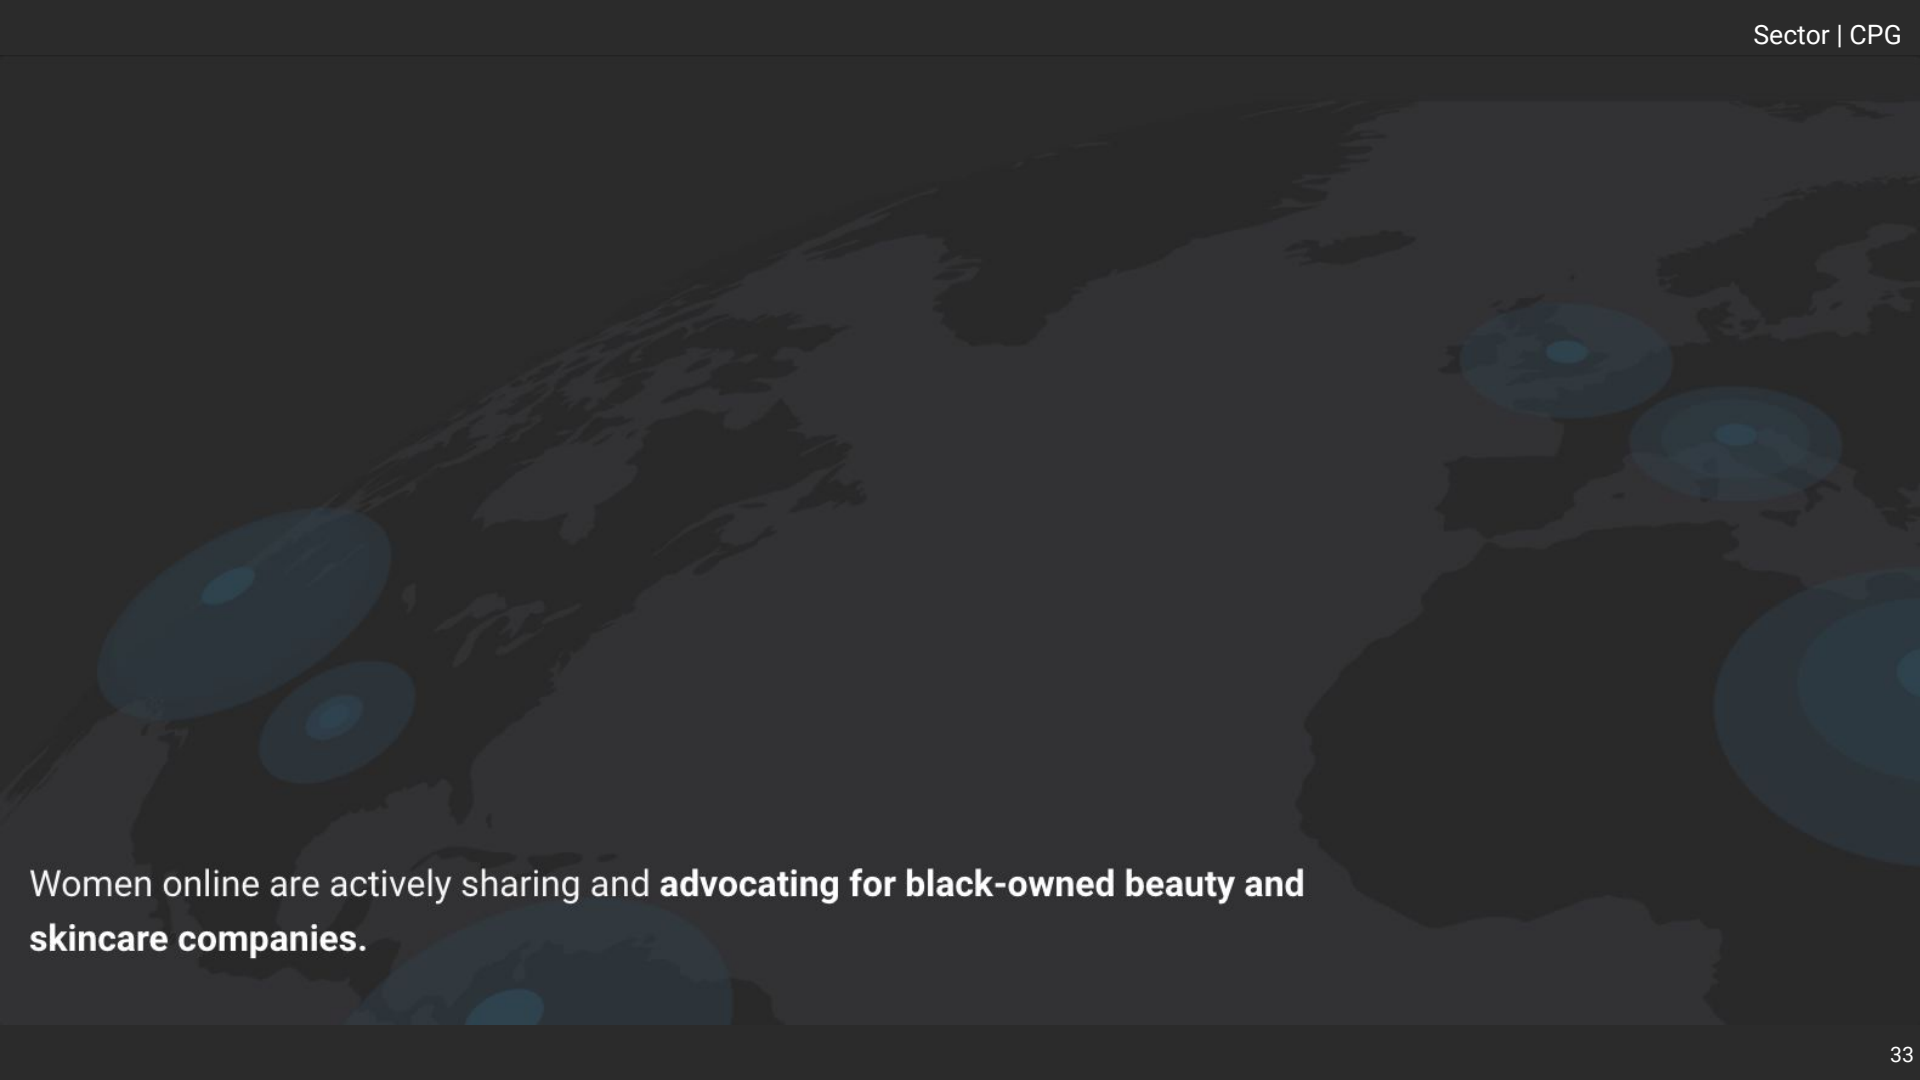 Sector | CPG
Women online are actively sharing and advocating for black-owned beauty and
skincare companies.
33